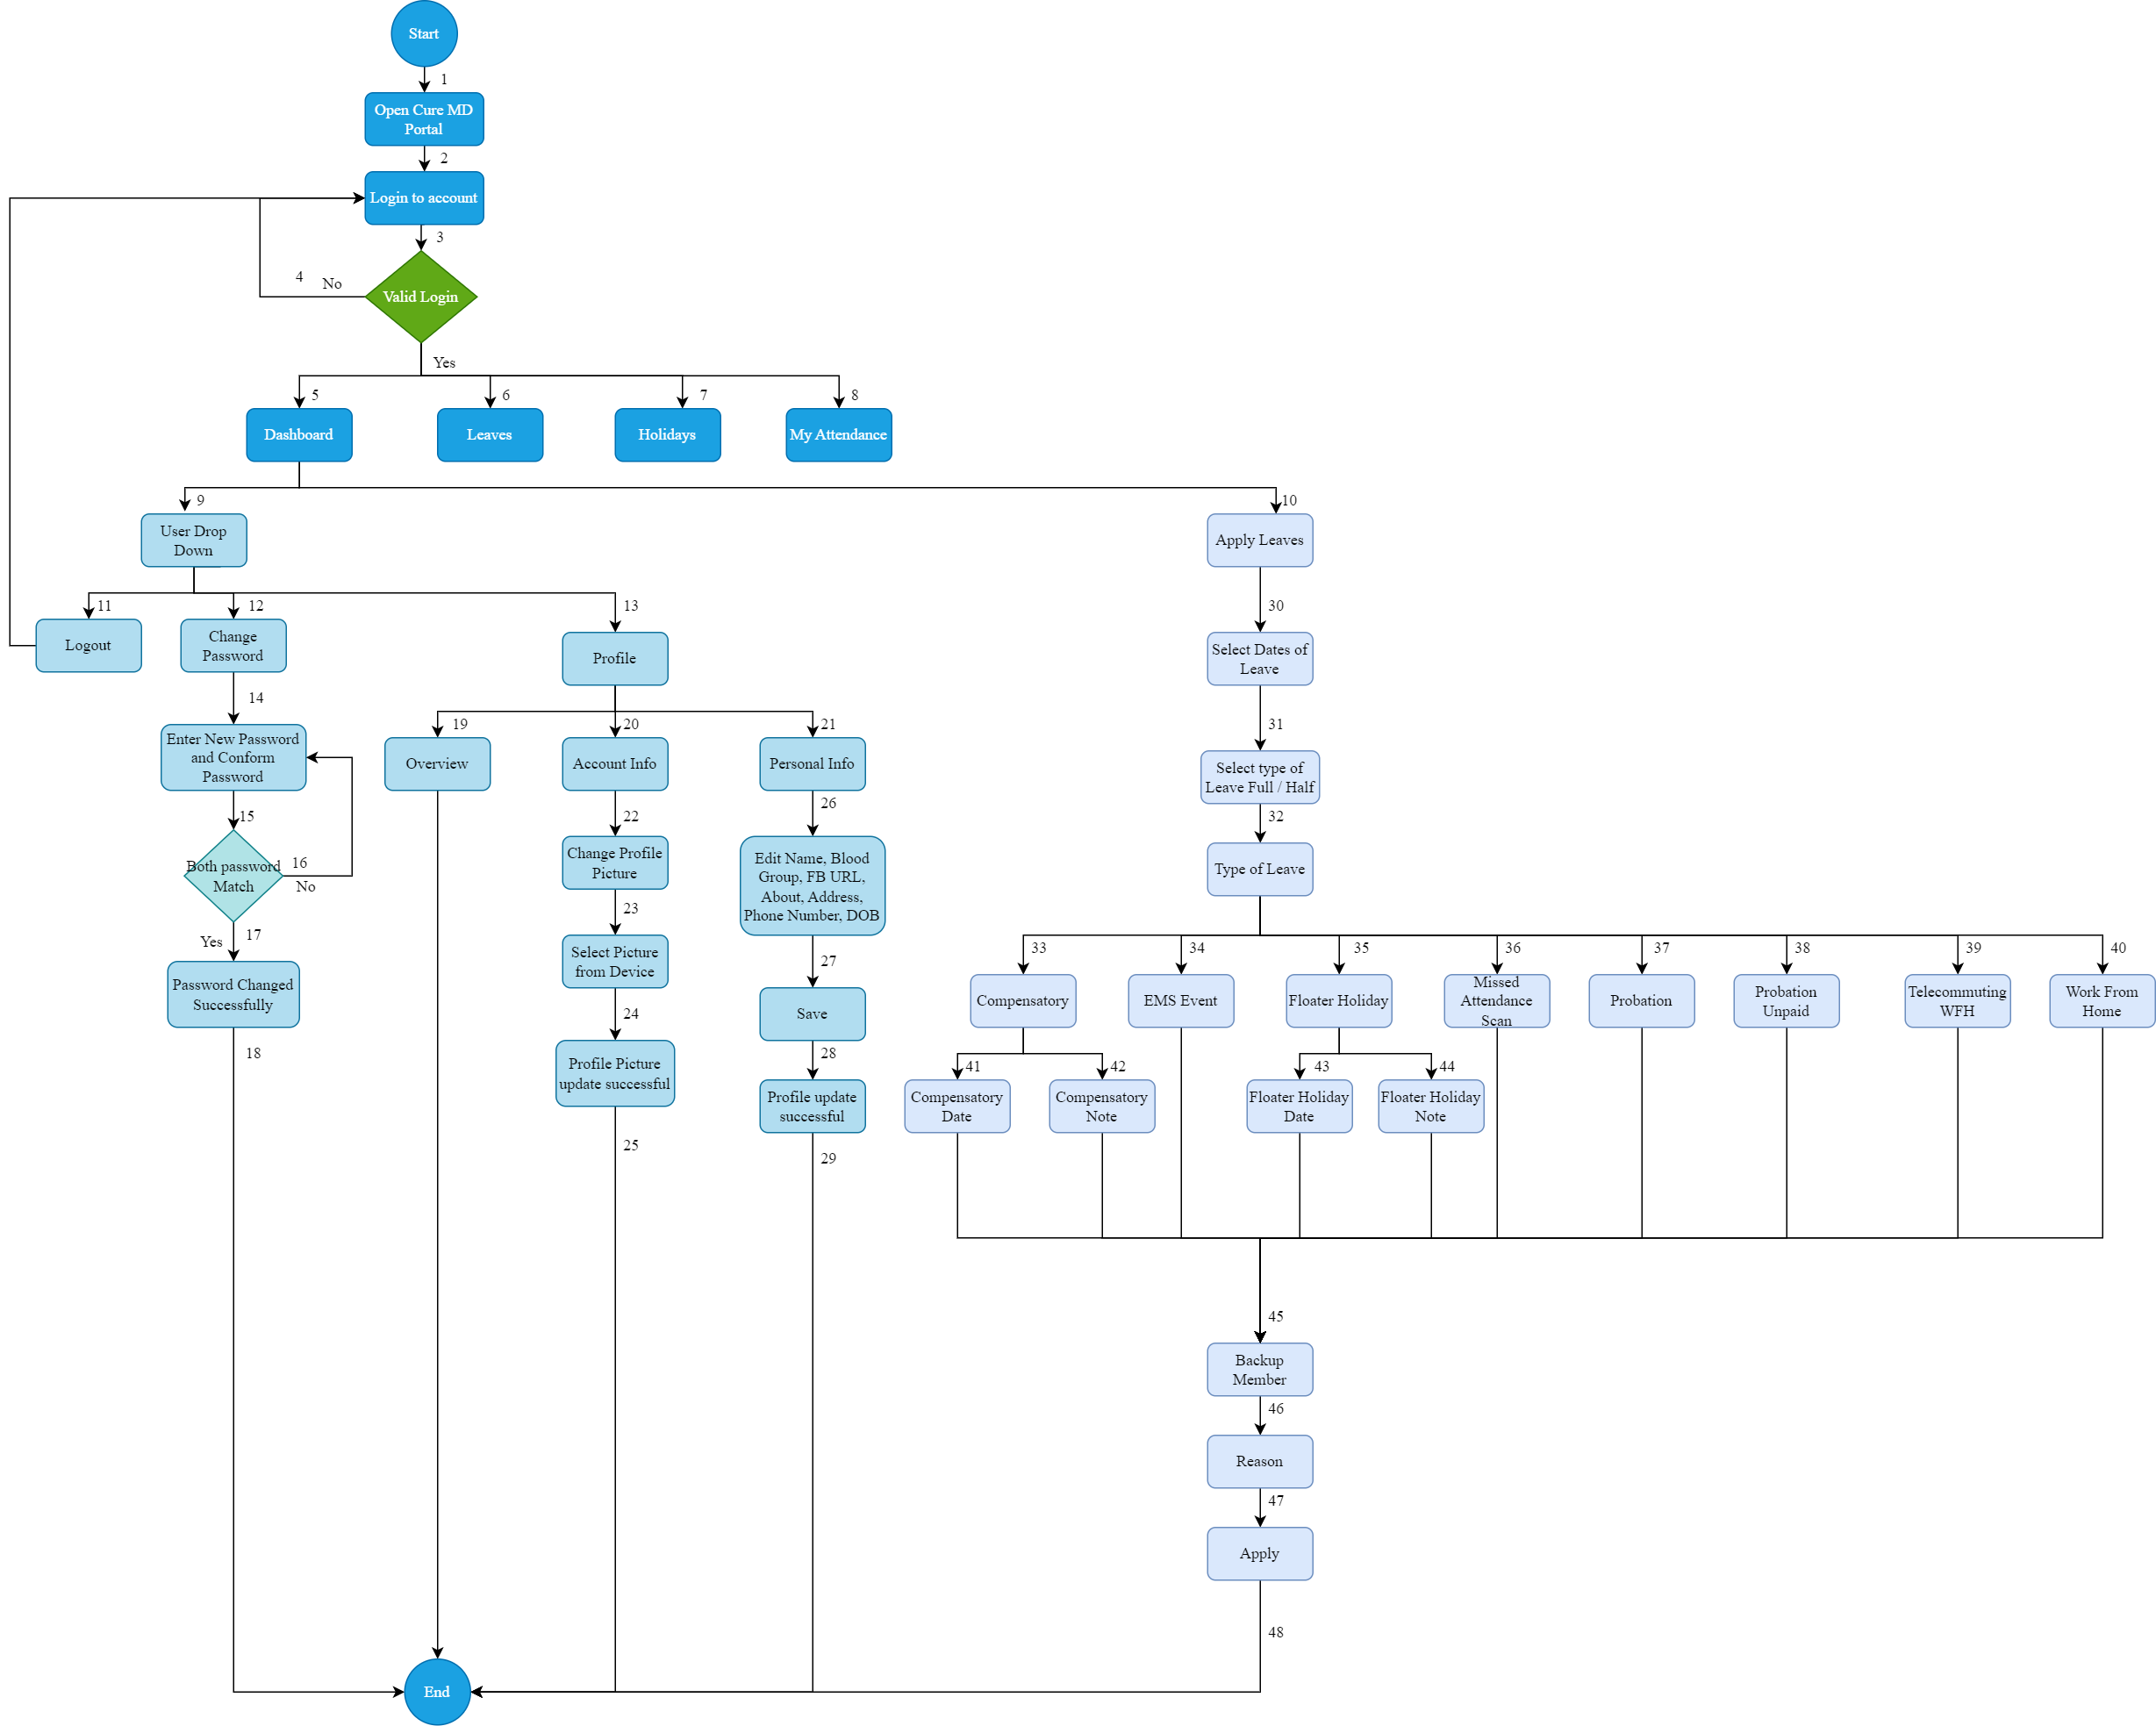 Start
1
Open Cure MD
Portal
2
Login to account
3
4
No
Valid Login
Yes
5
6
7
8
Dashboard
Leaves
Holidays
My Attendance
9
10
User Drop
Down
Apply Leaves
11
12
13
30
Logout
Change
Password
Profile
Select Dates of
Leave
14
19
20
21
31
Enter New Password
and Conform
Password
Overview
Account Info
Personal Info
Select type of
Leave Full / Half
15
22
26
32
Both password
Match
16
No
Change Profile
Picture
Edit Name, Blood
Group, FB URL,
About, Address,
Phone Number, DOB
Type of Leave
Yes
17
23
27
33
34
35
36
37
38
39
40
Password Changed
Successfully
Select Picture
from Device
Save
Compensatory
EMS Event
Floater Holiday
Missed
Attendance
Scan
Probation
Probation
Unpaid
Telecommuting
WFH
Work From
Home
18
24
28
41
42
43
44
Profile Picture
update successful
Profile update
successful
Compensatory
Date
Compensatory
Note
Floater Holiday
Date
Floater Holiday
Note
25
29
45
Backup
Member
46
Reason
47
Apply
48
End